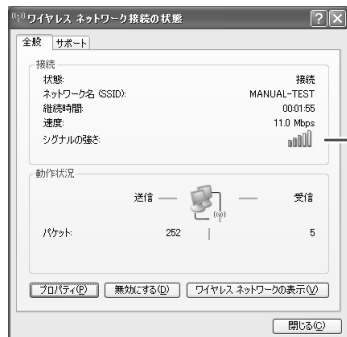 ワイヤレス ネットワーク接続の状態
全般 サポート
接続
状態: 接続
ネットワーク名 (SSID): MANUAL-TEST
継続時間: 00:01:55
速度: 11.0 Mbps
シグナルの強さ:
動作状況
送信 受信
パケット: 252 5
プロパティ(P) 無効にする(D) ワイヤレス ネットワークの表示(V)
閉じる(C)